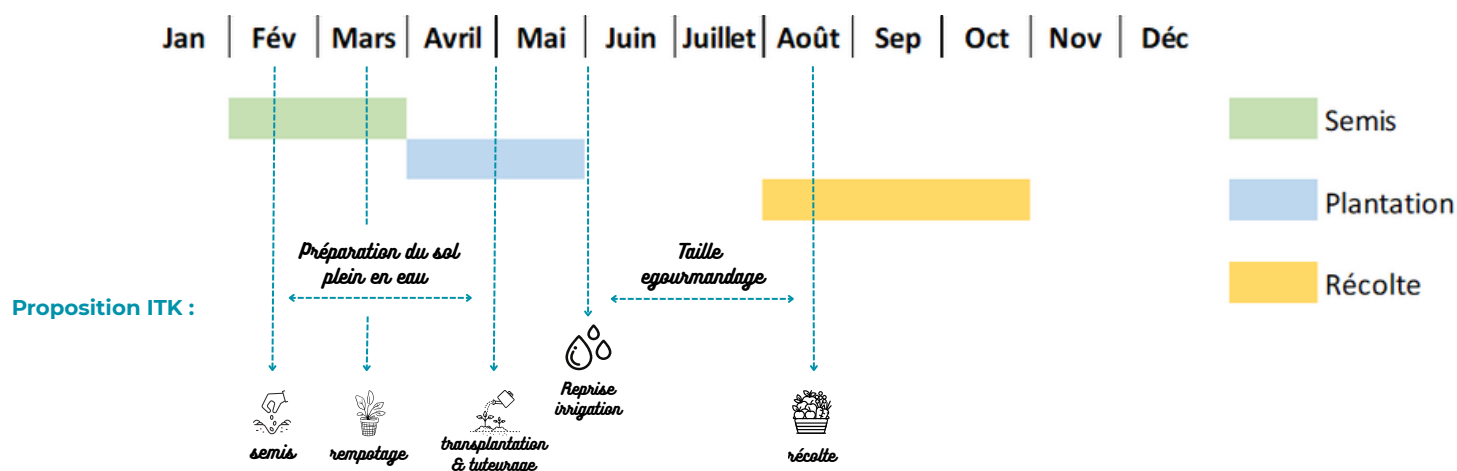 Jan Fév Mars Avril Mai Juin Juillet Août Sep Oct Nov Déc
Semis
Plantation
Récolte
Préparation du sol
plein en eau
Taille
egourmandage
Proposition ITK :
Reprise
irrigation
semis
rempotage
transplantation
& tuteurage
récolte